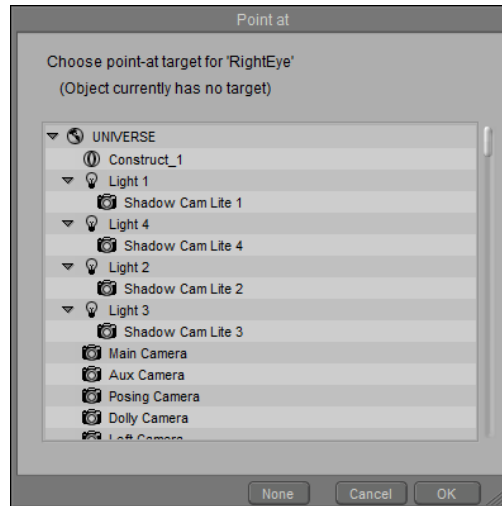 Point at
Choose point-at target for 'RightEye'
(Object currently has no target)
UNIVERSE
Construct_1
Light 1
Shadow Cam Lite 1
Light 4
Shadow Cam Lite 4
Light 2
Shadow Cam Lite 2
Light 3
Shadow Cam Lite 3
Main Camera
Aux Camera
Posing Camera
Dolly Camera
Left Camera
None Cancel OK